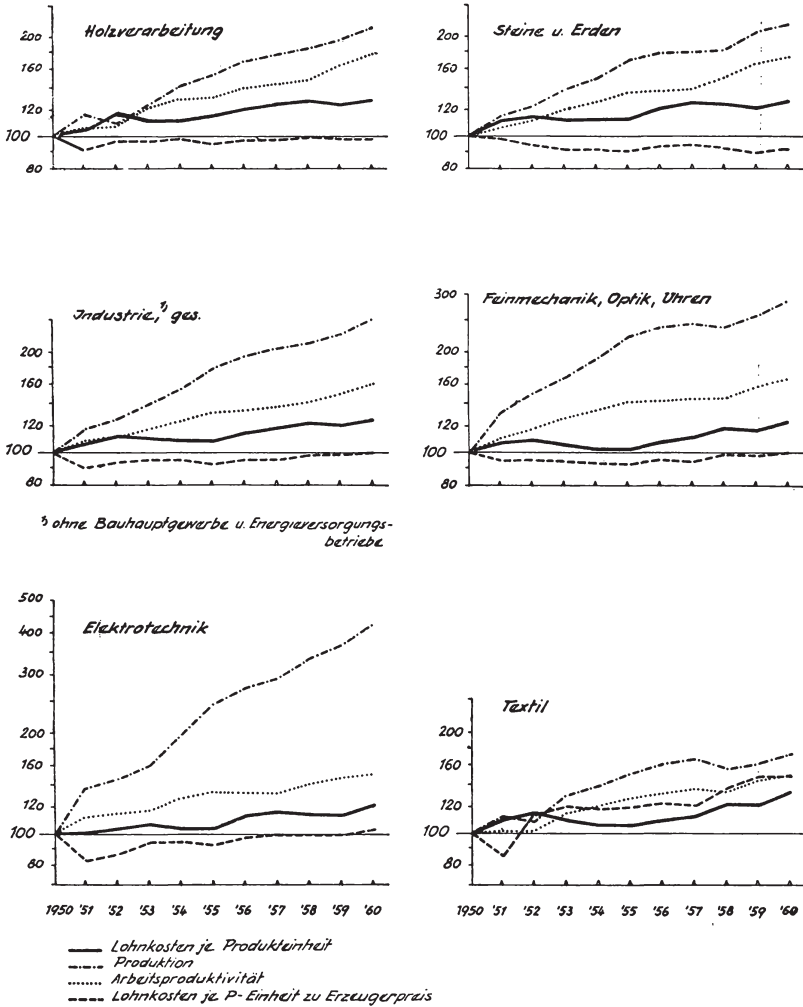 Holzverarbeitung
200
160
120
100
80
Steine u. Erden
200
160
120
100
80
Industrie, 1) ges.
200
160
120
100
80
1) ohne Bauhauptgewerbe u. Energieversorgungs-
betriebe
Feinmechanik, Optik, Uhren
300
200
160
120
100
80
Elektrotechnik
500
400
300
200
160
120
100
80
1950 '51 '52 '53 '54 '55 '56 '57 '58 '59 '60
Textil
200
160
120
100
80
1950 '51 '52 '53 '54 '55 '56 '57 '58 '59 '60
Lohnkosten je Produkteinheit
Produktion
Arbeitsproduktivität
Lohnkosten je P-Einheit zu Erzeugerpreis